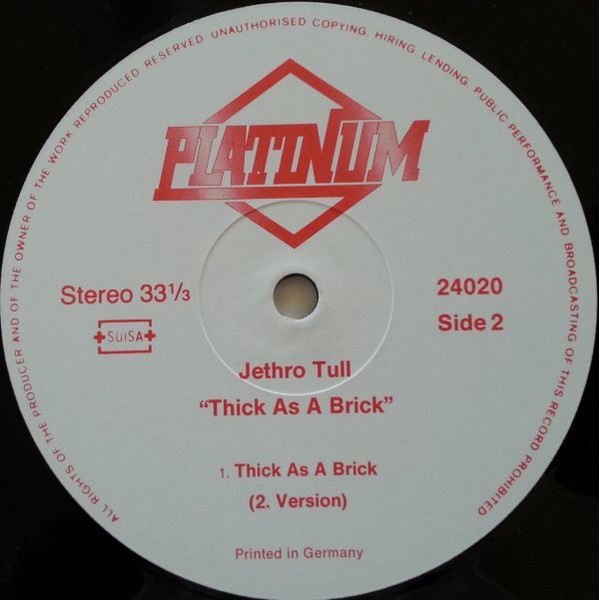 ALL RIGHTS OF THE PRODUCER AND OF THE OWNER OF THE WORK REPRODUCED RESERVED. UNAUTHORISED COPYING, HIRING, LENDING, PUBLIC PERFORMANCE AND BROADCASTING OF THIS RECORD PROHIBITED
PLATINUM
Stereo 33⅓
24020
SUISA
Side 2
Jethro Tull
“Thick As A Brick”
1. Thick As A Brick
(2. Version)
Printed in Germany